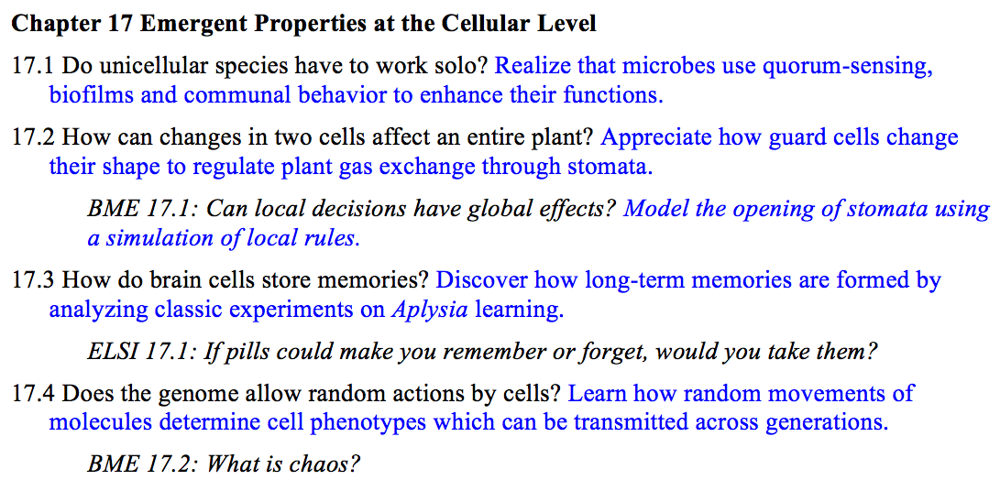 Chapter 17 Emergent Properties at the Cellular Level
17.1 Do unicellular species have to work solo? Realize that microbes use quorum-sensing,
biofilms and communal behavior to enhance their functions.
17.2 How can changes in two cells affect an entire plant? Appreciate how guard cells change
their shape to regulate plant gas exchange through stomata.
BME 17.1: Can local decisions have global effects? Model the opening of stomata using
a simulation of local rules.
17.3 How do brain cells store memories? Discover how long-term memories are formed by
analyzing classic experiments on Aplysia learning.
ELSI 17.1: If pills could make you remember or forget, would you take them?
17.4 Does the genome allow random actions by cells? Learn how random movements of
molecules determine cell phenotypes which can be transmitted across generations.
BME 17.2: What is chaos?